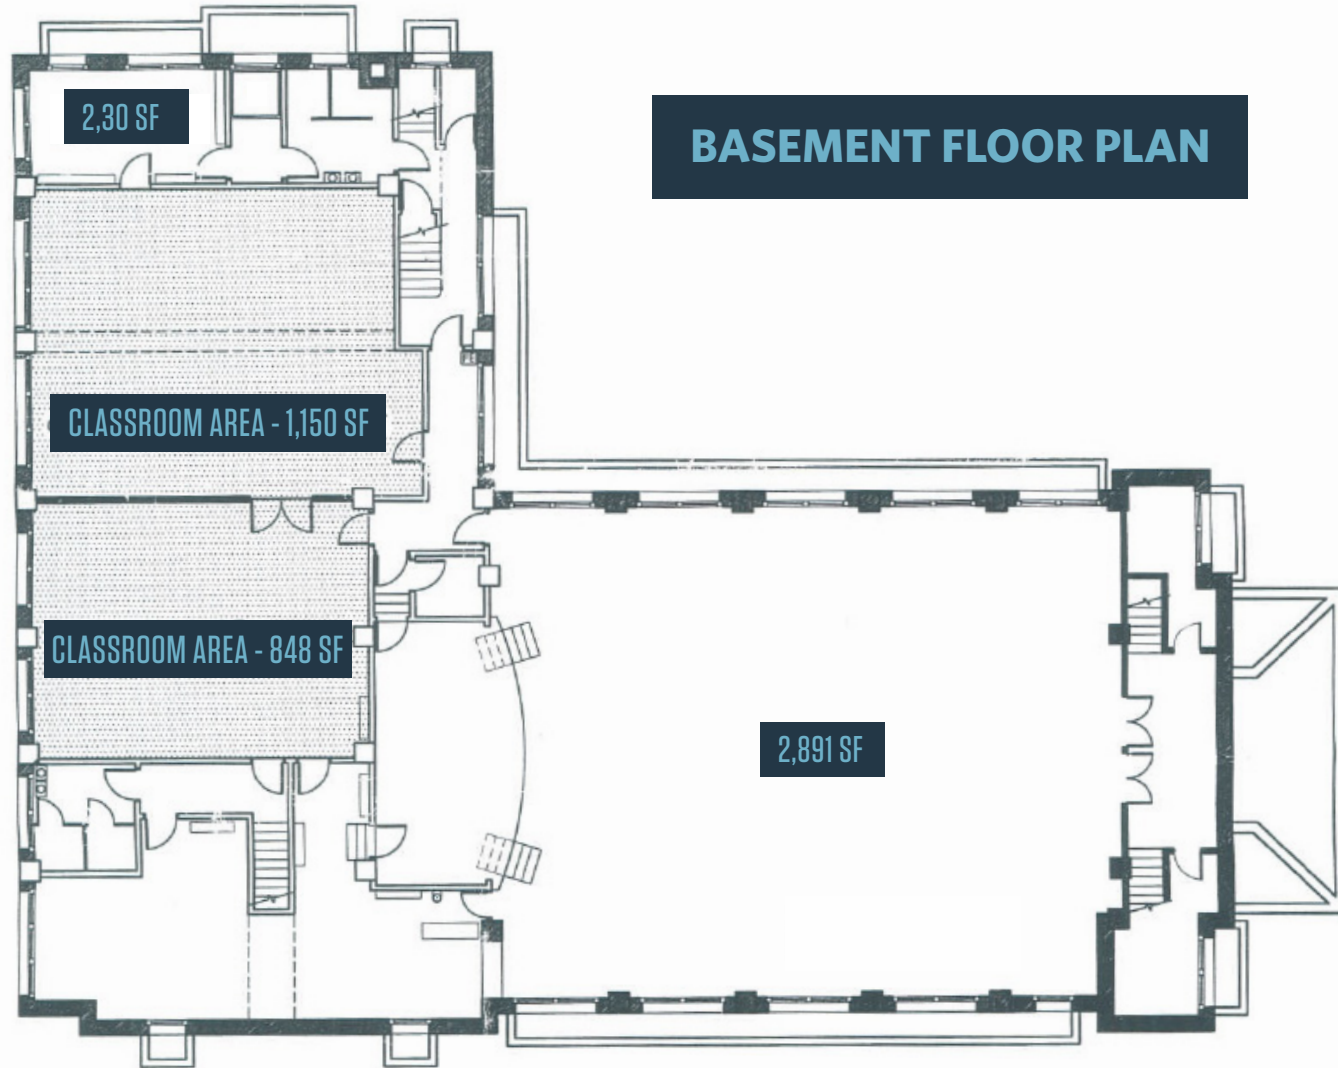 2,30 SF
BASEMENT FLOOR PLAN
CLASSROOM AREA - 1,150 SF
CLASSROOM AREA - 848 SF
2,891 SF